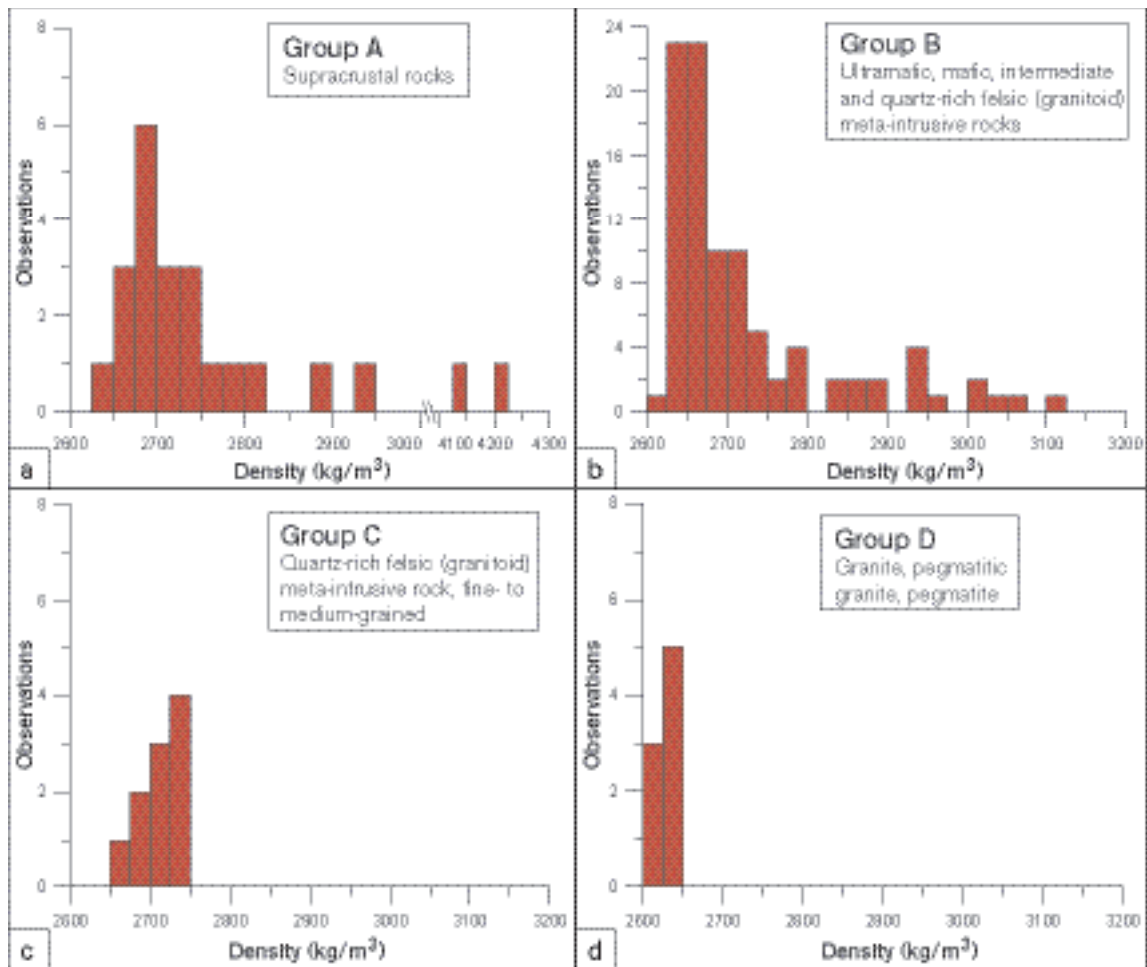 8
6
4
2
0
Observations
Group A
Supracrustal rocks
2600 2700 2800 2900 3000 4100 4200 4300
Density (kg/m³)
a
24
20
16
12
8
4
0
Observations
Group B
Ultramafic, mafic, intermediate
and quartz-rich felsic (granitoid)
meta-intrusive rocks
2600 2700 2800 2900 3000 3100 3200
Density (kg/m³)
b
8
6
4
2
0
Observations
Group C
Quartz-rich felsic (granitoid)
meta-intrusive rock, fine- to
medium-grained
2600 2700 2800 2900 3000 3100 3200
Density (kg/m³)
c
8
6
4
2
0
Observations
Group D
Granite, pegmatitic
granite, pegmatite
2600 2700 2800 2900 3000 3100 3200
Density (kg/m³)
d